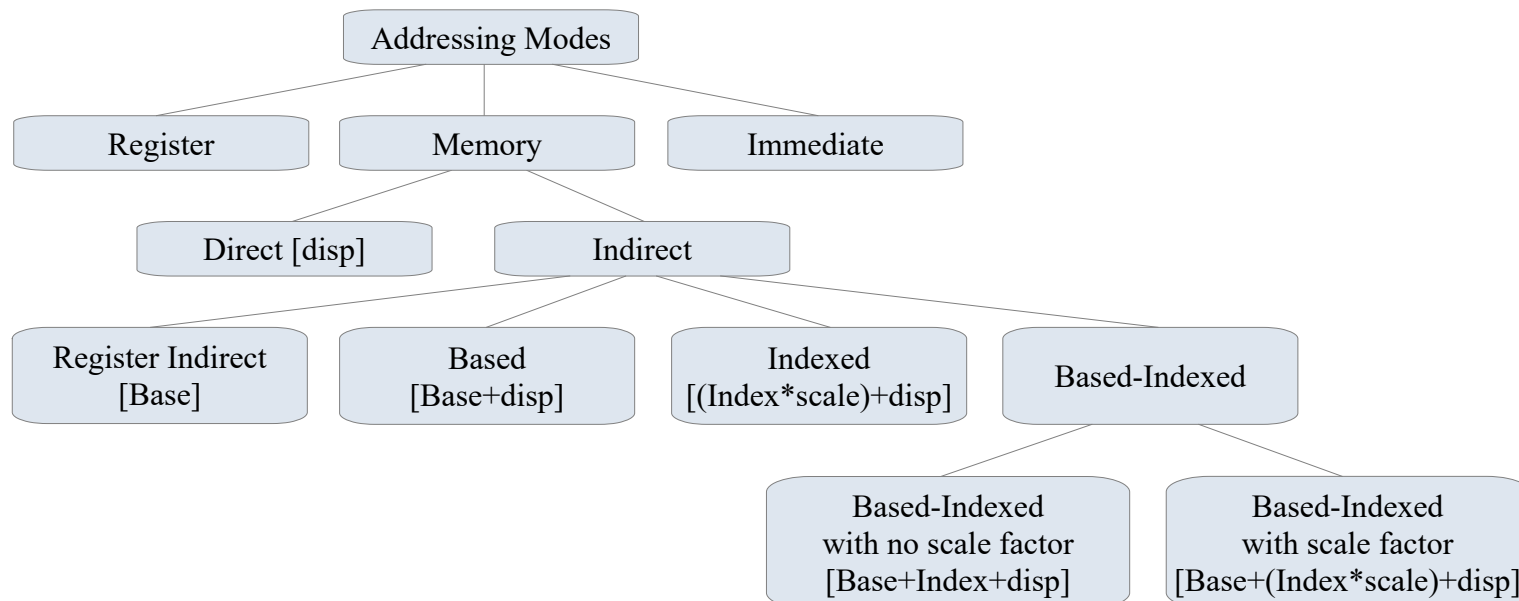 Addressing Modes
Register
Memory
Immediate
Direct [disp]
Indirect
Register Indirect
[Base]
Based
[Base+disp]
Indexed
[(Index*scale)+disp]
Based-Indexed
Based-Indexed
with no scale factor
[Base+Index+disp]
Based-Indexed
with scale factor
[Base+(Index*scale)+disp]